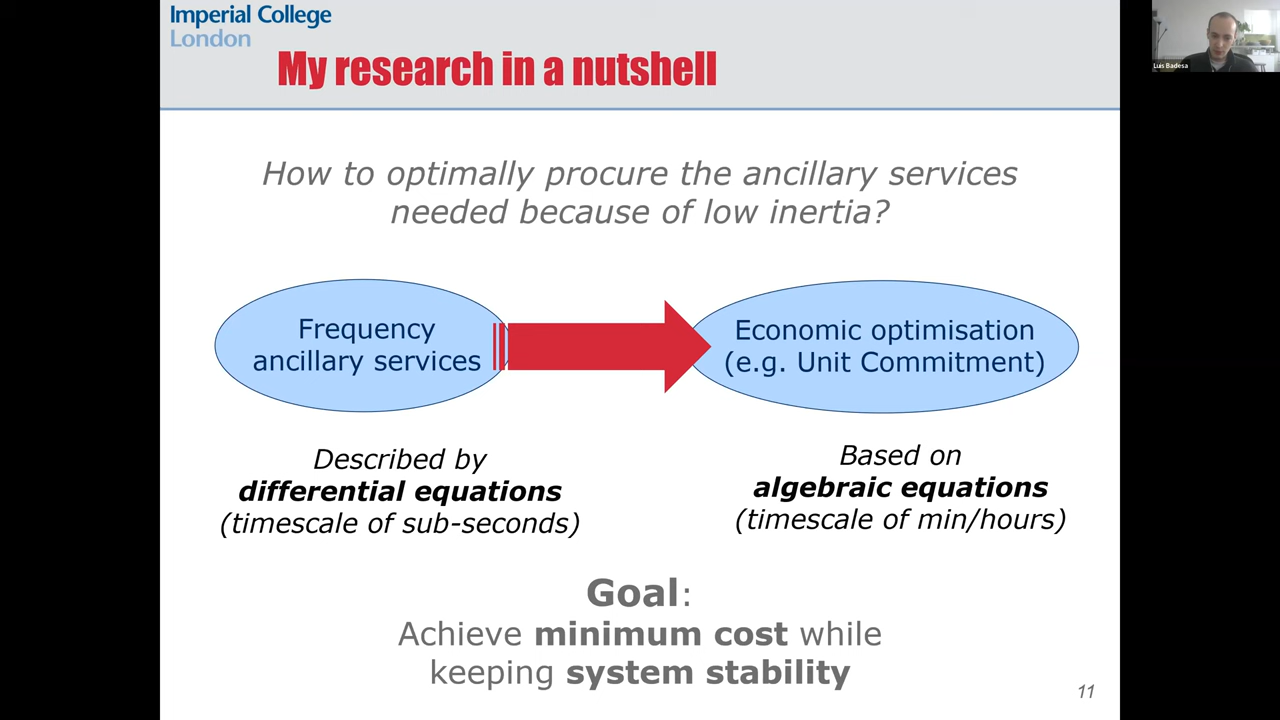 Imperial College
London
My research in a nutshell
Luis Badesa
How to optimally procure the ancillary services
needed because of low inertia?
Frequency
ancillary services
Economic optimisation
(e.g. Unit Commitment)
Described by
differential equations
(timescale of sub-seconds)
Based on
algebraic equations
(timescale of min/hours)
Goal:
Achieve minimum cost while
keeping system stability
11